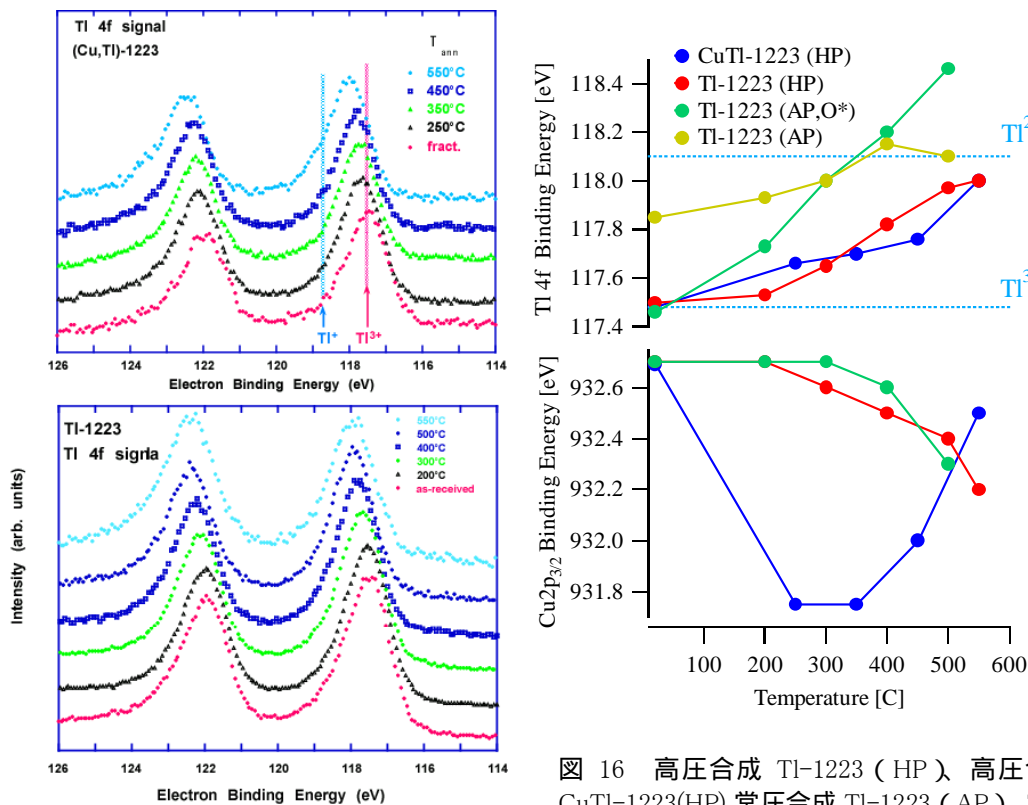 Tl 4f signal
(Cu,Tl)-1223
T ann
550°C
450°C
350°C
250°C
fract.
Tl+
Tl3+
126 124 122 120 118 116 114
Electron Binding Energy (eV)
Tl-1223
Tl 4f signla
550°C
500°C
400°C
300°C
200°C
as-received
Intensity (arb. units)
126 124 122 120 118 116 114
Electron Binding Energy (eV)
CuTl-1223 (HP)
Tl-1223 (HP)
Tl-1223 (AP,O*)
Tl-1223 (AP)
Tl 4f Binding Energy [eV]
118.4
118.2
118.0
117.8
117.6
117.4
Tl2
Tl3
Cu2p3/2 Binding Energy [eV]
932.6
932.4
932.2
932.0
931.8
100 200 300 400 500 600
Temperature [C]
図 16 高圧合成 Tl-1223 ( HP )、高圧
CuTl-1223(HP) 常圧合成 Tl-1223 ( AP )